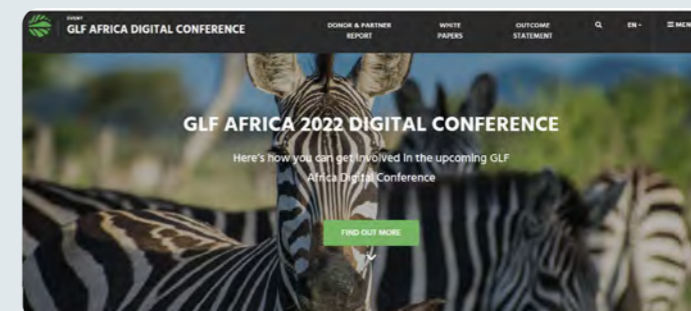 EVENT
GLF AFRICA DIGITAL CONFERENCE
DONOR & PARTNER
REPORT
WHITE
PAPERS
OUTCOME
STATEMENT
EN
MEN
GLF AFRICA 2022 DIGITAL CONFERENCE
Here's how you can get involved in the upcoming GLF
Africa Digital Conference
FIND OUT MORE